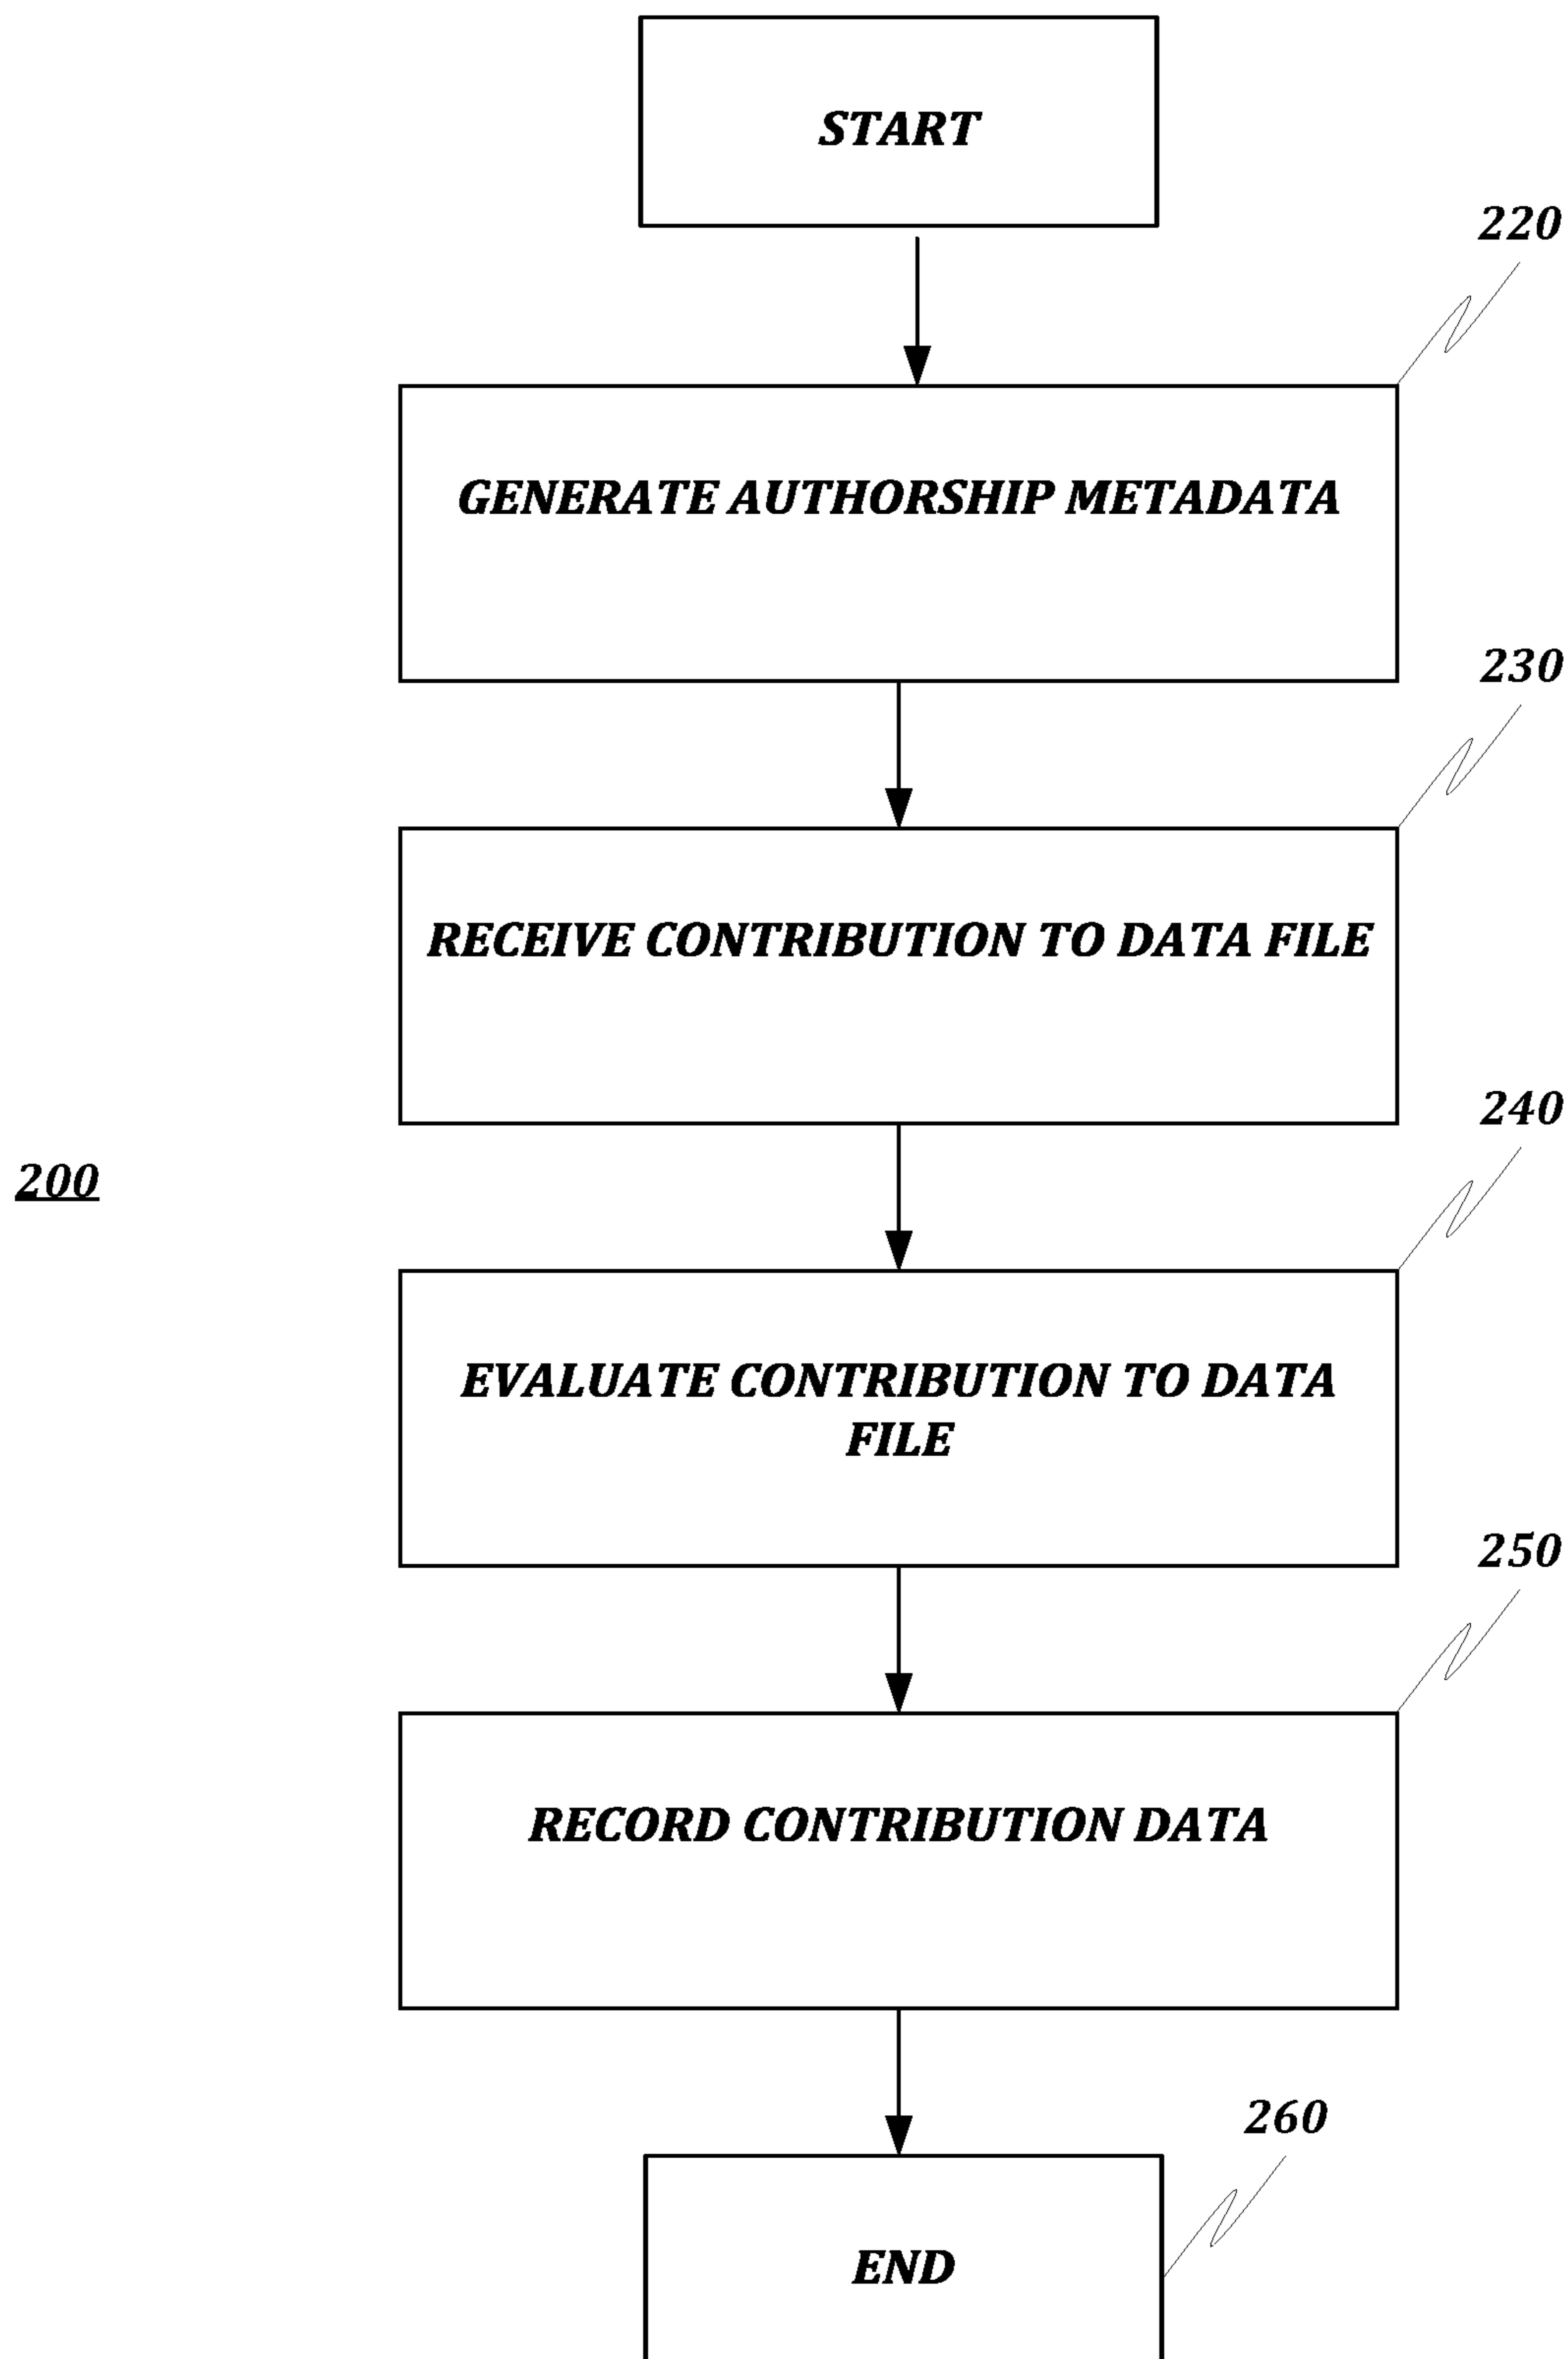 START
220
GENERATE AUTHORSHIP METADATA
230
RECEIVE CONTRIBUTION TO DATA FILE
240
200
EVALUATE CONTRIBUTION TO DATA
FILE
250
RECORD CONTRIBUTION DATA
260
END